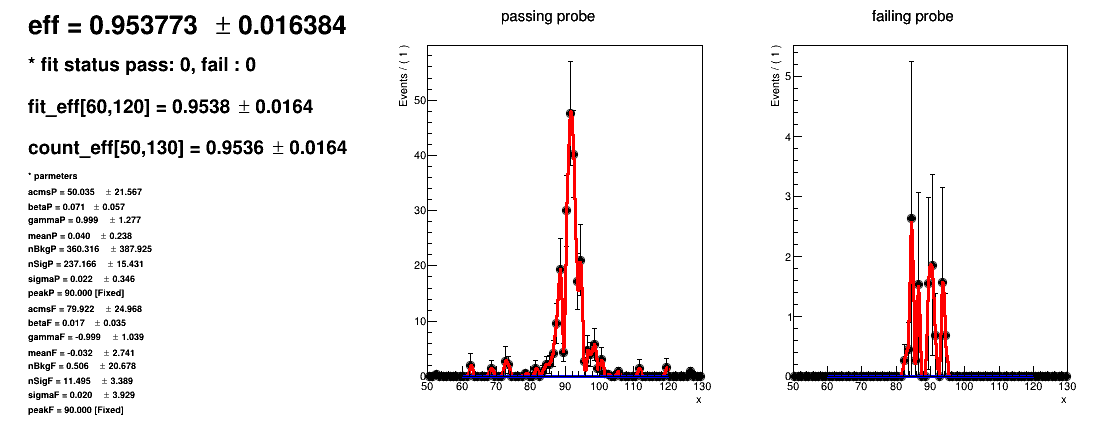 eff = 0.953773 ± 0.016384
* fit status pass: 0, fail : 0
fit_eff[60,120] = 0.9538 ± 0.0164
count_eff[50,130] = 0.9536 ± 0.0164
* parmeters
acmsP = 50.035 ± 21.567
betaP = 0.071 ± 0.057
gammaP = 0.999 ± 1.277
meanP = 0.040 ± 0.238
nBkgP = 360.316 ± 387.925
nSigP = 237.166 ± 15.431
sigmaP = 0.022 ± 0.346
peakP = 90.000 [Fixed]
acmsF = 79.922 ± 24.968
betaF = 0.017 ± 0.035
gammaF = -0.999 ± 1.039
meanF = -0.032 ± 2.741
nBkgF = 0.506 ± 20.678
nSigF = 11.495 ± 3.389
sigmaF = 0.020 ± 3.929
peakF = 90.000 [Fixed]
passing probe
Events / ( 1 )
50
40
30
20
10
0
50 60 70 80 90 100 110 120 130
x
failing probe
Events / ( 1 )
5
4
3
2
1
0
50 60 70 80 90 100 110 120 130
x